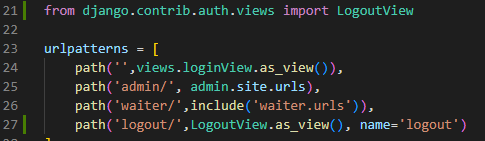 21 from django.contrib.auth.views import LogoutView
22
23 urlpatterns = [
24     path('',views.loginView.as_view()),
25     path('admin/', admin.site.urls),
26     path('waiter/',include('waiter.urls')),
27     path('logout/',LogoutView.as_view(), name='logout')